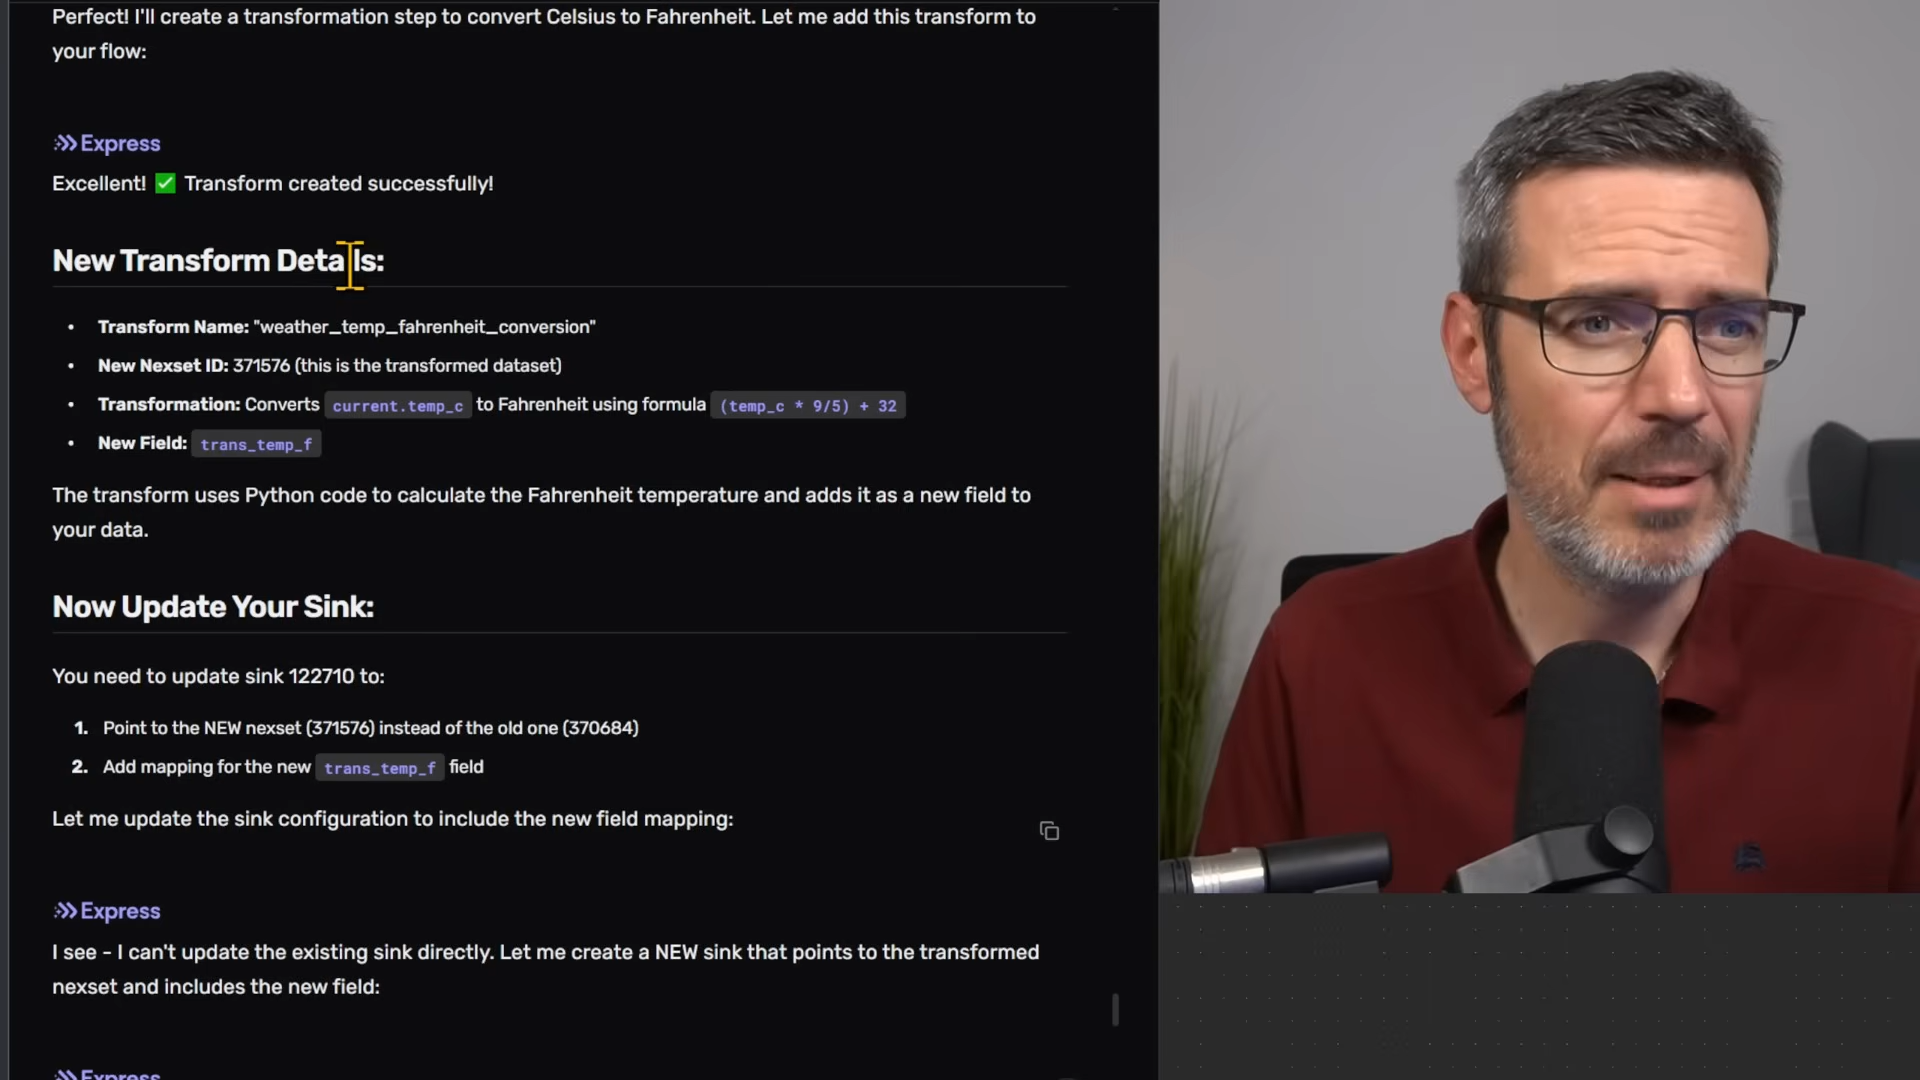 Perfect! I'll create a transformation step to convert Celsius to Fahrenheit. Let me add this transform to
your flow:
Express
Excellent! ✅ Transform created successfully!
New Transform Details:
• Transform Name: "weather_temp_fahrenheit_conversion"
• New Nexset ID: 371576 (this is the transformed dataset)
• Transformation: Converts current.temp_c to Fahrenheit using formula (temp_c * 9/5) + 32
• New Field: trans_temp_f
The transform uses Python code to calculate the Fahrenheit temperature and adds it as a new field to
your data.
Now Update Your Sink:
You need to update sink 122710 to:
1. Point to the NEW nexset (371576) instead of the old one (370684)
2. Add mapping for the new trans_temp_f field
Let me update the sink configuration to include the new field mapping:
Express
I see - I can't update the existing sink directly. Let me create a NEW sink that points to the transformed
nexset and includes the new field:
Express